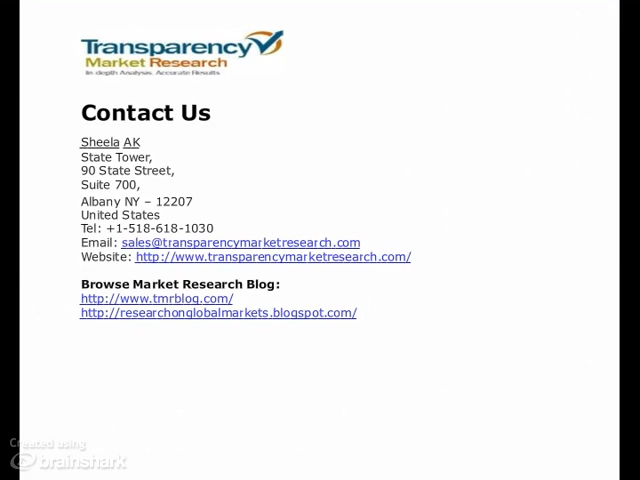 Transparency
Market Research
In-depth Analysis. Accurate Results
Contact Us
Sheela AK
State Tower,
90 State Street,
Suite 700,
Albany NY – 12207
United States
Tel: +1-518-618-1030
Email: sales@transparencymarketresearch.com
Website: http://www.transparencymarketresearch.com/
Browse Market Research Blog:
http://www.tmrblog.com/
http://researchonglobalmarkets.blogspot.com/
Created using
brainshark